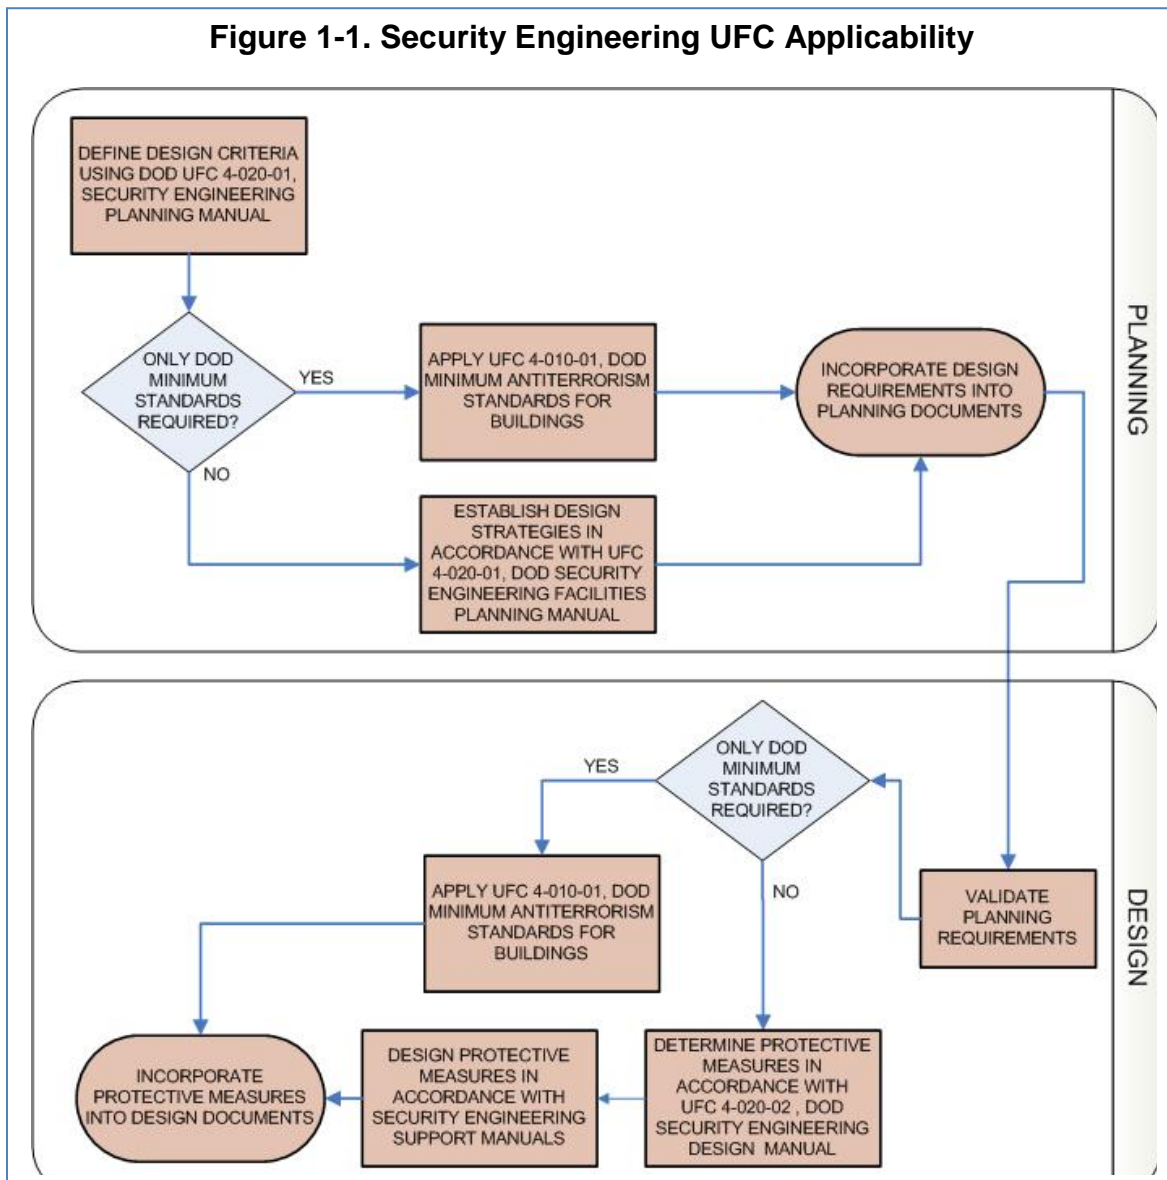 Figure 1-1. Security Engineering UFC Applicability
DEFINE DESIGN CRITERIA
USING DOD UFC 4-020-01,
SECURITY ENGINEERING
PLANNING MANUAL
ONLY DOD
MINIMUM
STANDARDS
REQUIRED?
YES
NO
APPLY UFC 4-010-01, DOD
MINIMUM ANTITERRORISM
STANDARDS FOR
BUILDINGS
INCORPORATE DESIGN
REQUIREMENTS INTO
PLANNING DOCUMENTS
ESTABLISH DESIGN
STRATEGIES IN
ACCORDANCE WITH UFC
4-020-01, DOD SECURITY
ENGINEERING FACILITIES
PLANNING MANUAL
PLANNING
ONLY DOD
MINIMUM
STANDARDS
REQUIRED?
YES
NO
APPLY UFC 4-010-01, DOD
MINIMUM ANTITERRORISM
STANDARDS FOR
BUILDINGS
VALIDATE
PLANNING
REQUIREMENTS
INCORPORATE
PROTECTIVE MEASURES
INTO DESIGN DOCUMENTS
DESIGN PROTECTIVE
MEASURES IN
ACCORDANCE WITH
SECURITY ENGINEERING
SUPPORT MANUALS
DETERMINE PROTECTIVE
MEASURES IN
ACCORDANCE WITH
UFC 4-020-02 , DOD
SECURITY ENGINEERING
DESIGN MANUAL
DESIGN